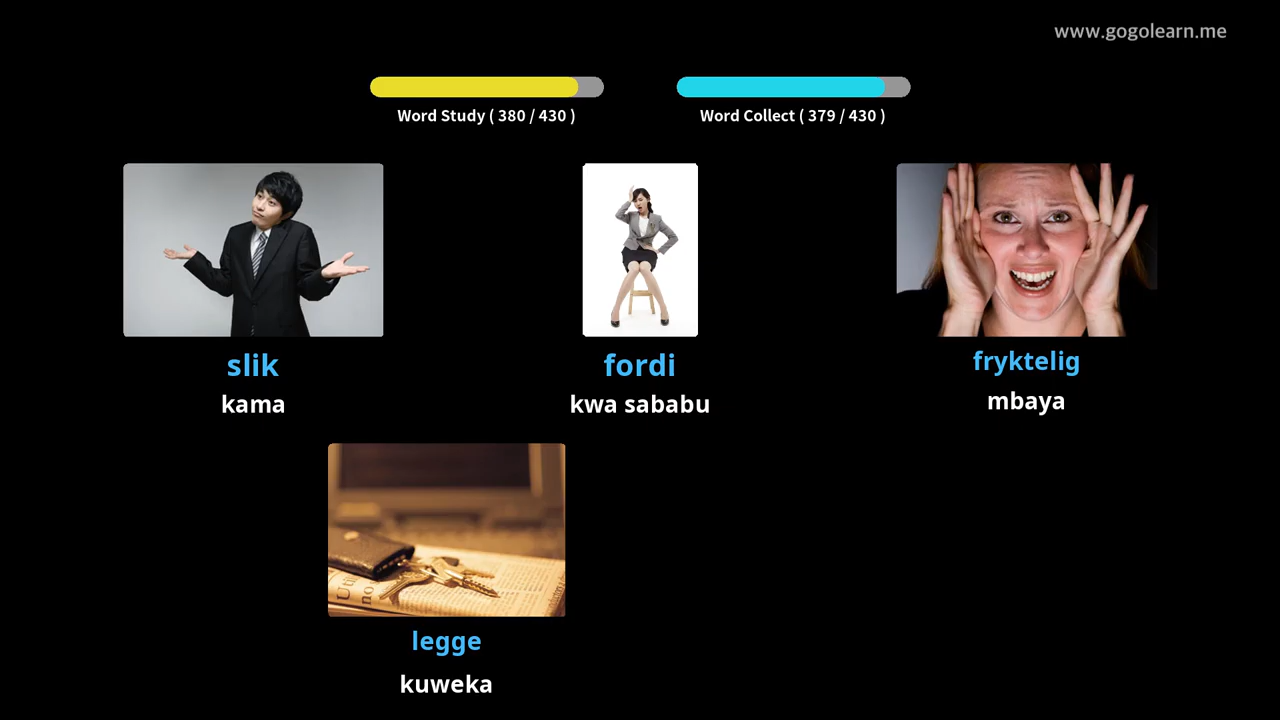 www.gogolearn.me
Word Study ( 380 / 430 )
Word Collect ( 379 / 430 )
slik
kama
fordi
kwa sababu
fryktelig
mbaya
legge
kuweka